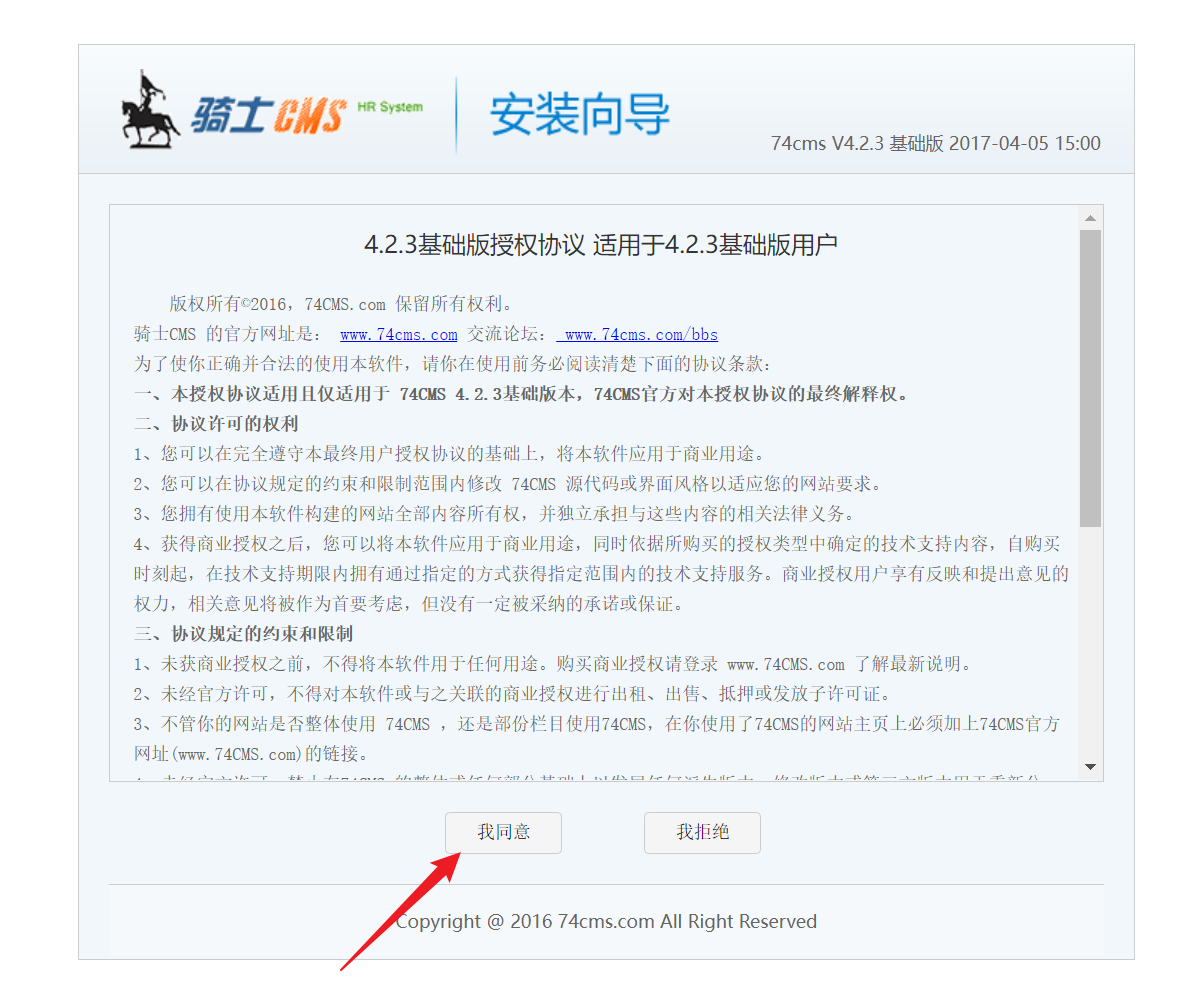 骑士CMS HR System
安装向导
74cms V4.2.3 基础版 2017-04-05 15:00
4.2.3基础版授权协议 适用于4.2.3基础版用户
版权所有©2016，74CMS.com 保留所有权利。
骑士CMS 的官方网址是： www.74cms.com 交流论坛： www.74cms.com/bbs
为了使你正确并合法的使用本软件，请你在使用前务必阅读清楚下面的协议条款：
一、本授权协议适用且仅适用于 74CMS 4.2.3基础版本，74CMS官方对本授权协议的最终解释权。
二、协议许可的权利
1、您可以在完全遵守本最终用户授权协议的基础上，将本软件应用于商业用途。
2、您可以在协议规定的约束和限制范围内修改 74CMS 源代码或界面风格以适应您的网站要求。
3、您拥有使用本软件构建的网站全部内容所有权，并独立承担与这些内容的相关法律义务。
4、获得商业授权之后，您可以将本软件应用于商业用途，同时依据所购买的授权类型中确定的技术支持内容，自购买
时刻起，在技术支持期限内拥有通过指定的方式获得指定范围内的技术支持服务。商业授权用户享有反映和提出意见的
权力，相关意见将被作为首要考虑，但没有一定被采纳的承诺或保证。
三、协议规定的约束和限制
1、未获商业授权之前，不得将本软件用于任何用途。购买商业授权请登录 www.74CMS.com 了解最新说明。
2、未经官方许可，不得对本软件或与之关联的商业授权进行出租、出售、抵押或发放子许可证。
3、不管你的网站是否整体使用 74CMS ，还是部份栏目使用74CMS，在你使用了74CMS的网站主页上必须加上74CMS官方
网址(www.74CMS.com)的链接。
我同意
我拒绝
Copyright @ 2016 74cms.com All Right Reserved